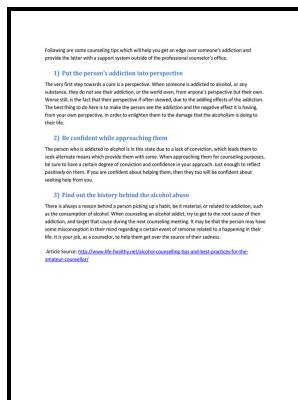 Following are some counseling tips which will help you get an edge over someone's addiction and
provide the latter with a support system outside of the professional counselor's office.
1) Put the person's addiction into perspective
The very first step towards a cure is a perspective. When someone is addicted to alcohol, or any
substance, they do not see their addiction, or the world even, from anyone's perspective but their own.
Worse still, is the fact that their perspective if often skewed, due to the addling effects of the addiction.
The best thing to do here is to make the person see the addiction and the negative effect it is having,
from your own perspective, in order to enlighten them to the damage that the alcoholism is doing to
their life.
2) Be confident while approaching them
The person who is addicted to alcohol is in this state due to a lack of conviction, which leads them to
seek alternate means which provide them with some. When approaching them for counseling purposes,
be sure to have a certain degree of conviction and confidence in your approach. Just enough to reflect
positively on them. If you are confident about helping them, then they too will be confident about
seeking help from you.
3) Find out the history behind the alcohol abuse
There is always a reason behind a person picking up a habit, be it material, or related to addiction, such
as the consumption of alcohol. When counseling an alcohol addict, try to get to the root cause of their
addiction, and target that cause during the next counseling meeting. It may be that the person may have
some misconception in their mind regarding a certain event of remorse related to a happening in their
life. It is your job, as a counselor, to help them get over the source of their sadness.
Article Source: http://www.life-healthy.net/alcohol-counselling-tips-and-best-practices-for-the-
amateur-counsellor/